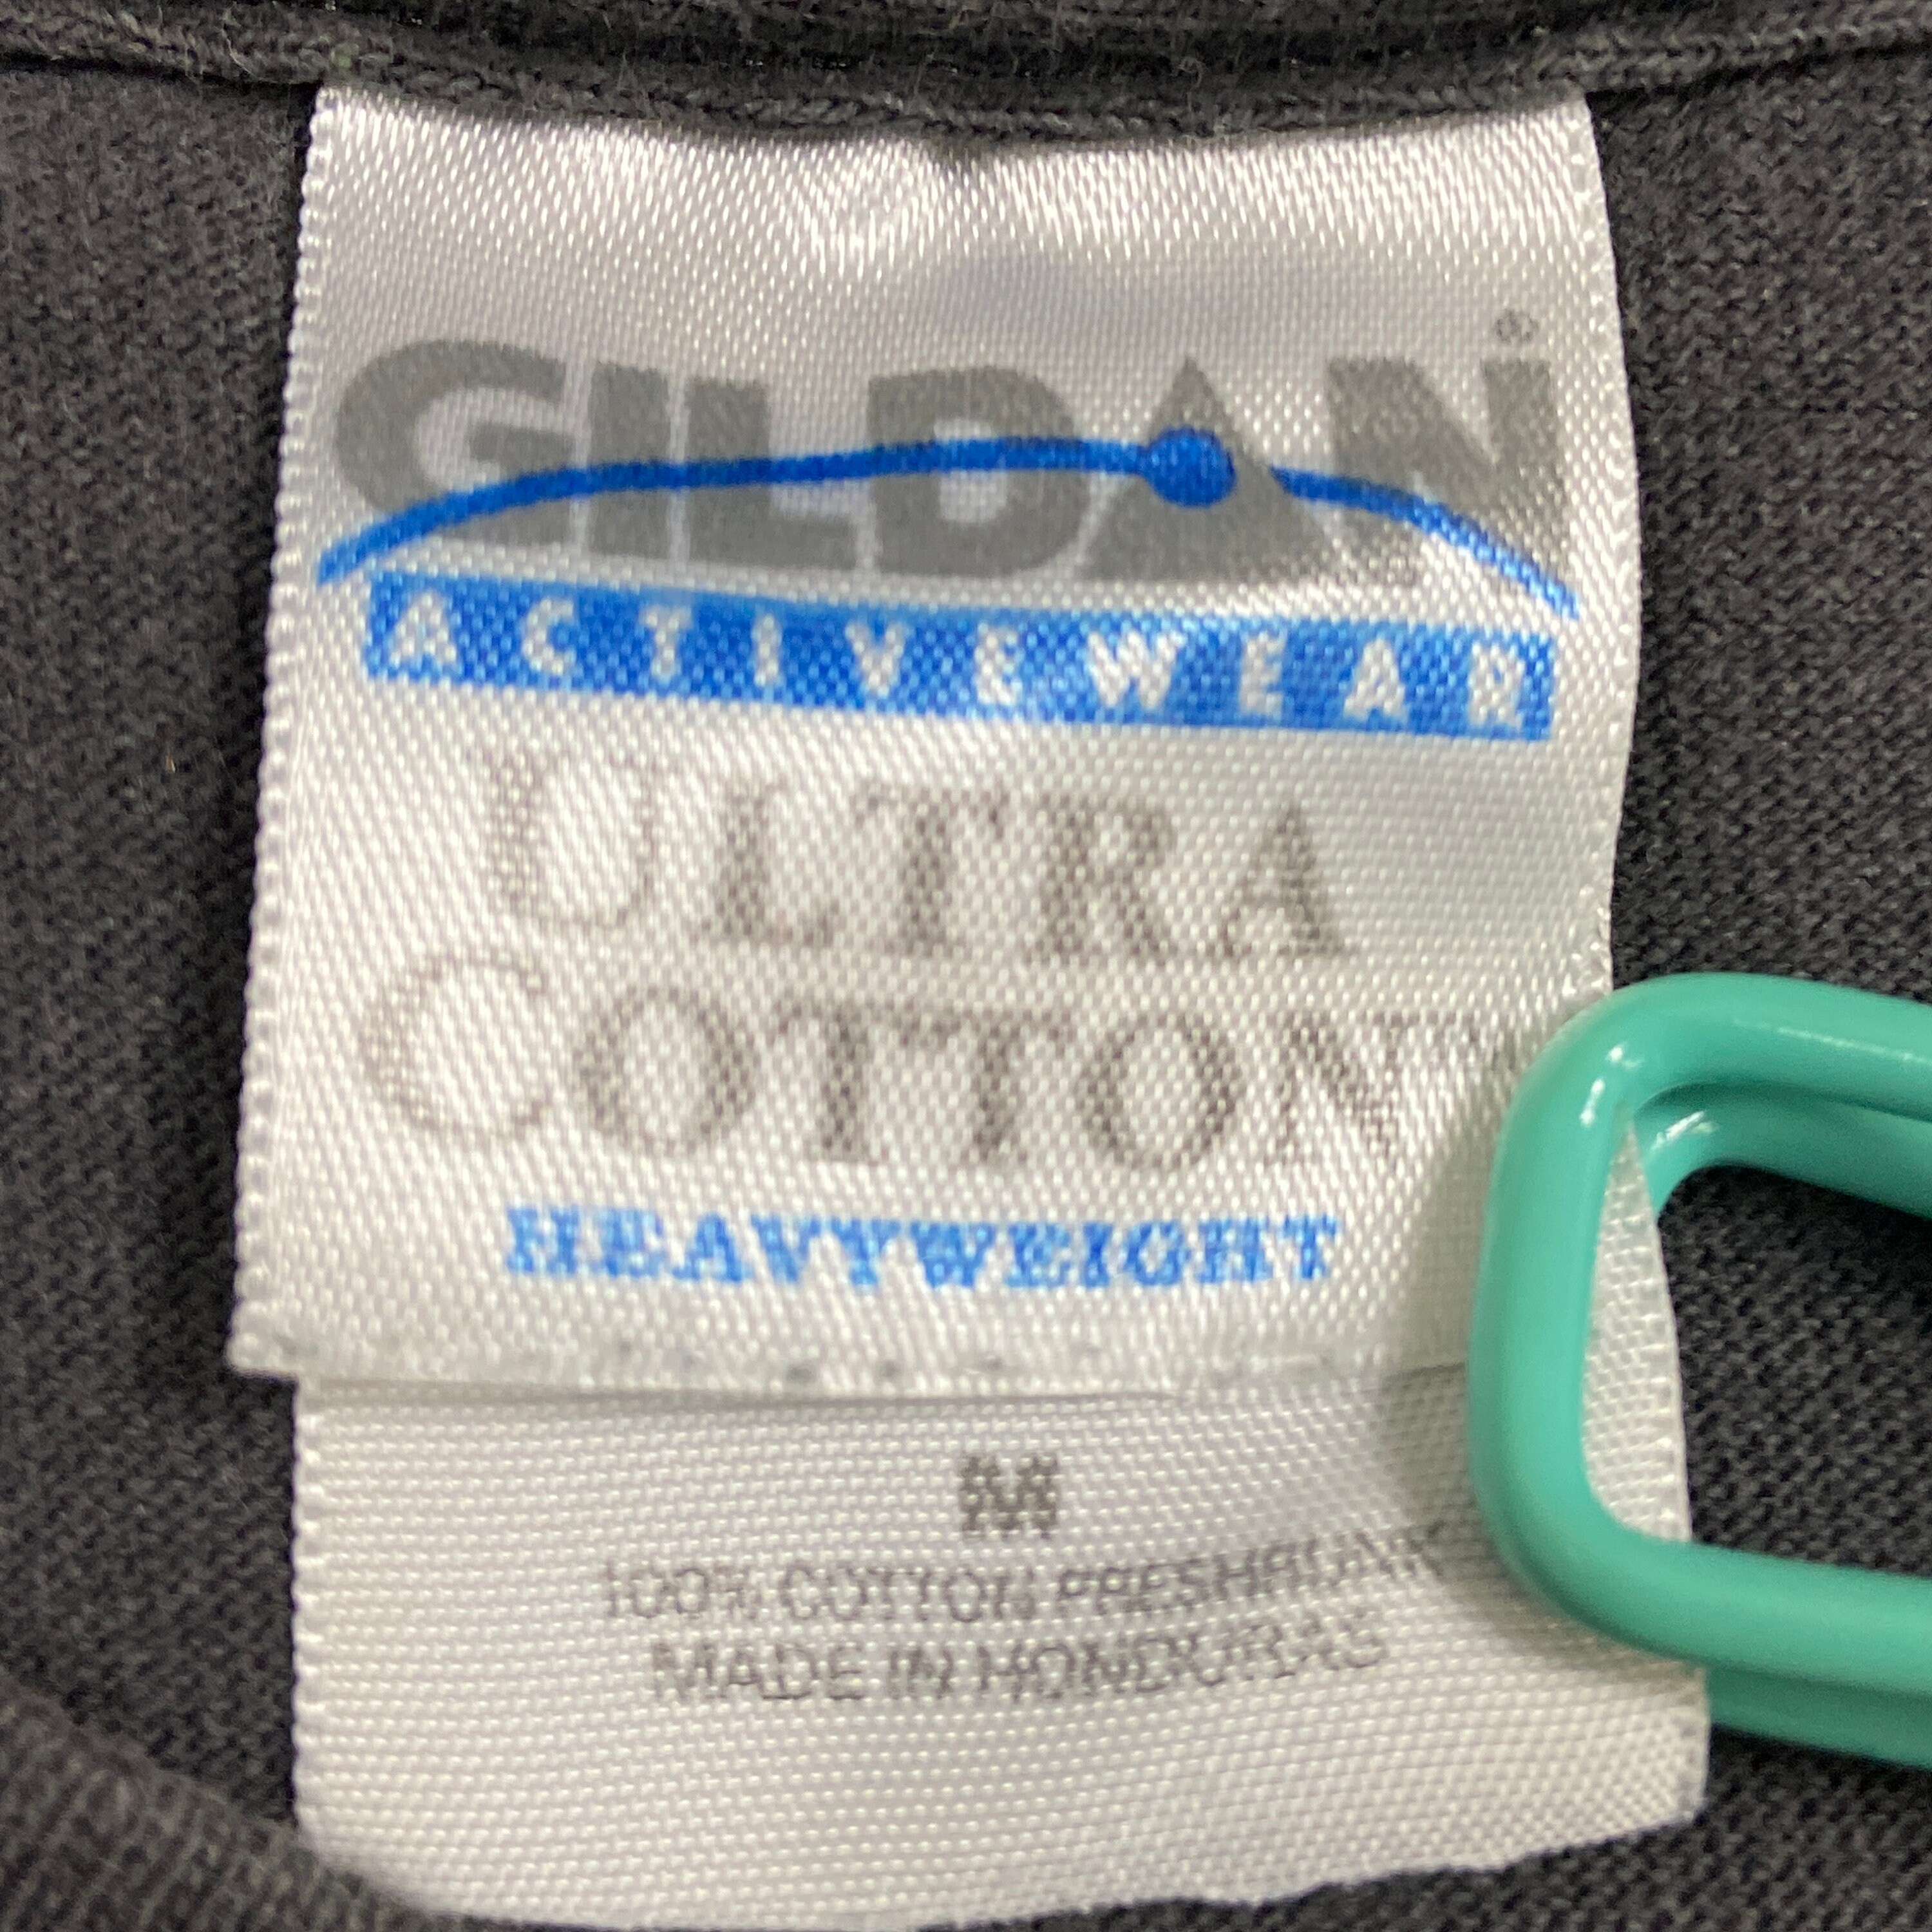 GILDAN®
ACTIVEWEAR
ULTRA
COTTON
HEAVYWEIGHT
M
100% COTTON PRESHRUNK
MADE IN HONDURAS